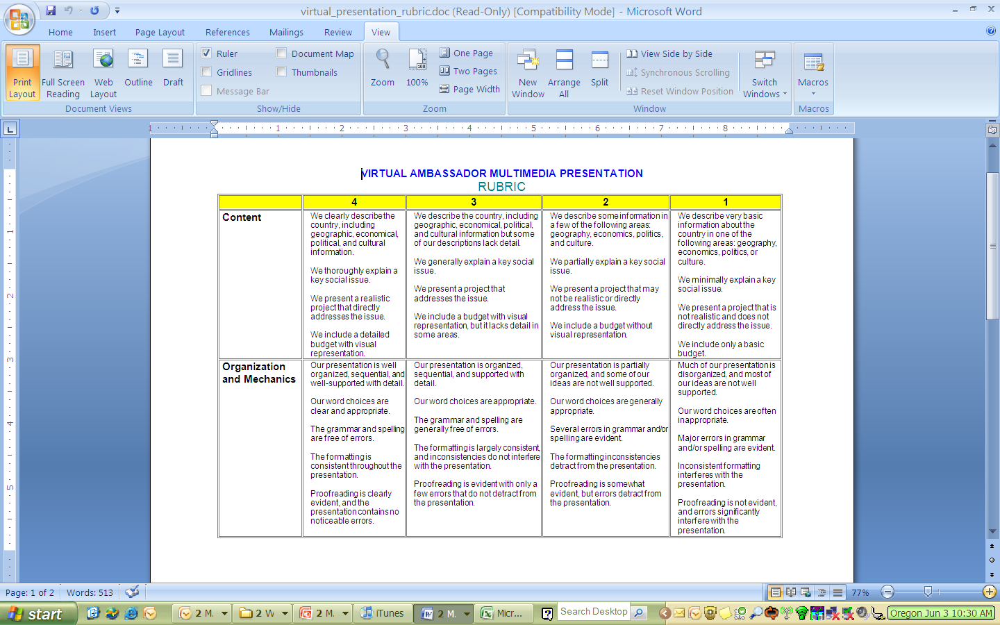 virtual_presentation_rubric.doc (Read-Only) [Compatibility Mode] - Microsoft Word
Home Insert Page Layout References Mailings Review View
Print Layout
Full Screen Reading
Web Layout
Outline
Draft
Document Views
Ruler
Gridlines
Message Bar
Document Map
Thumbnails
Show/Hide
Zoom
100
100%
One Page
Two Pages
Page Width
Zoom
New Window
Arrange All
Split
View Side by Side
Synchronous Scrolling
Reset Window Position
Switch Windows
Window
Macros
Macros
L
1 1 2 3 4 5 6 7 8
1
2
3
4
5
VIRTUAL AMBASSADOR MULTIMEDIA PRESENTATION
RUBRIC
4 3 2 1
Content
We clearly describe the
country, including
geographic, economical,
political, and cultural
information.
We thoroughly explain a
key social issue.
We present a realistic
project that directly
addresses the issue.
We include a detailed
budget with visual
representation.
We describe the country, including
geographic, economical, political,
and cultural information but some
of our descriptions lack detail.
We generally explain a key social
issue.
We present a project that
addresses the issue.
We include a budget with visual
representation, but it lacks detail in
some areas.
We describe some information in
a few of the following areas:
geography, economics, politics,
and culture.
We partially explain a key social
issue.
We present a project that may
not be realistic or directly
address the issue.
We include a budget without
visual representation.
We describe very basic
information about the
country in one of the
following areas: geography,
economics, politics, or
culture.
We minimally explain a key
social issue.
We present a project that is
not realistic and does not
directly address the issue.
We include only a basic
budget.
Organization
and Mechanics
Our presentation is well
organized, sequential, and
well-supported with detail.
Our word choices are
clear and appropriate.
The grammar and spelling
are free of errors.
The formatting is
consistent throughout the
presentation.
Proofreading is clearly
evident, and the
presentation contains no
noticeable errors.
Our presentation is organized,
sequential, and supported with
detail.
Our word choices are appropriate.
The grammar and spelling are
generally free of errors.
The formatting is largely consistent,
and inconsistencies do not interfere
with the presentation.
Proofreading is evident with only a
few errors that do not detract from
the presentation.
Our presentation is partially
organized, and some of our
ideas are not well supported.
Our word choices are generally
appropriate.
Several errors in grammar and/or
spelling are evident.
The formatting inconsistencies
detract from the presentation.
Proofreading is somewhat
evident, but errors detract from
the presentation.
Much of our presentation is
disorganized, and most of
our ideas are not well
supported.
Our word choices are often
inappropriate.
Major errors in grammar
and/or spelling are evident.
Inconsistent formatting
interferes with the
presentation.
Proofreading is not evident,
and errors significantly
interfere with the
presentation.
Page: 1 of 2 Words: 513 77%
start 2 M. 2 W 2 M. iTunes 2 M. Micr... Search Desktop Oregon Jun 3 10:30 AM